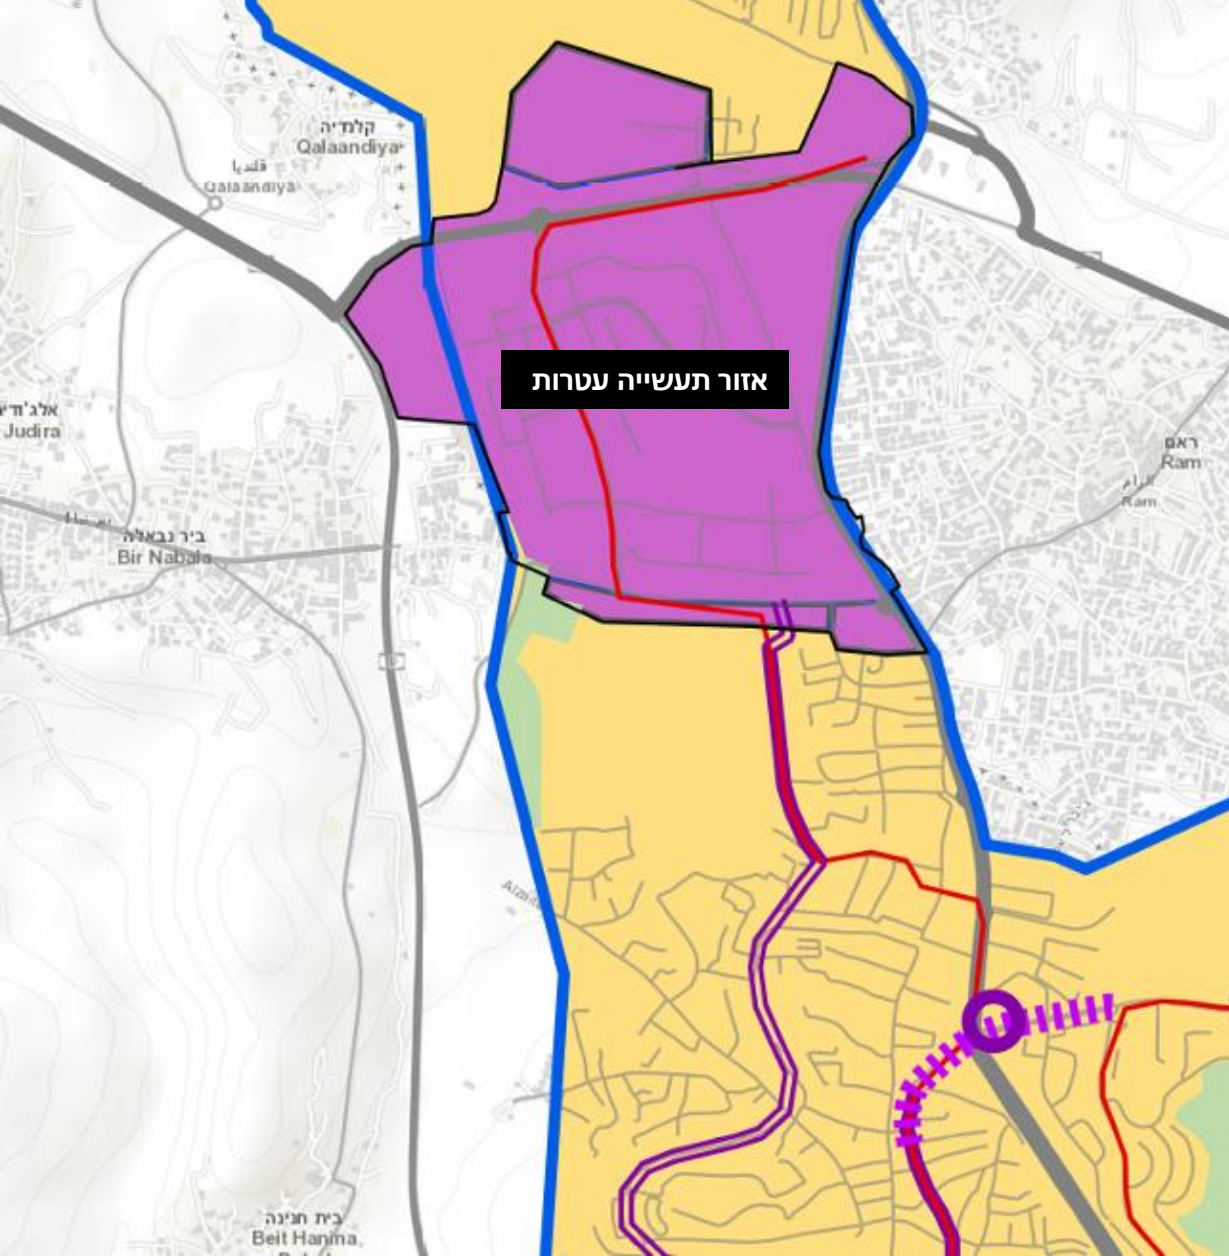 קלנדיה
Qalaandiya
قلنديا
Qalaandiya
אזור תעשייה עטרות
אלג'ודי
Judira
ראם
Ram
الرام
Ram
ביר נבאלה
Bir Nabala
בית חנינה
Beit Hanina